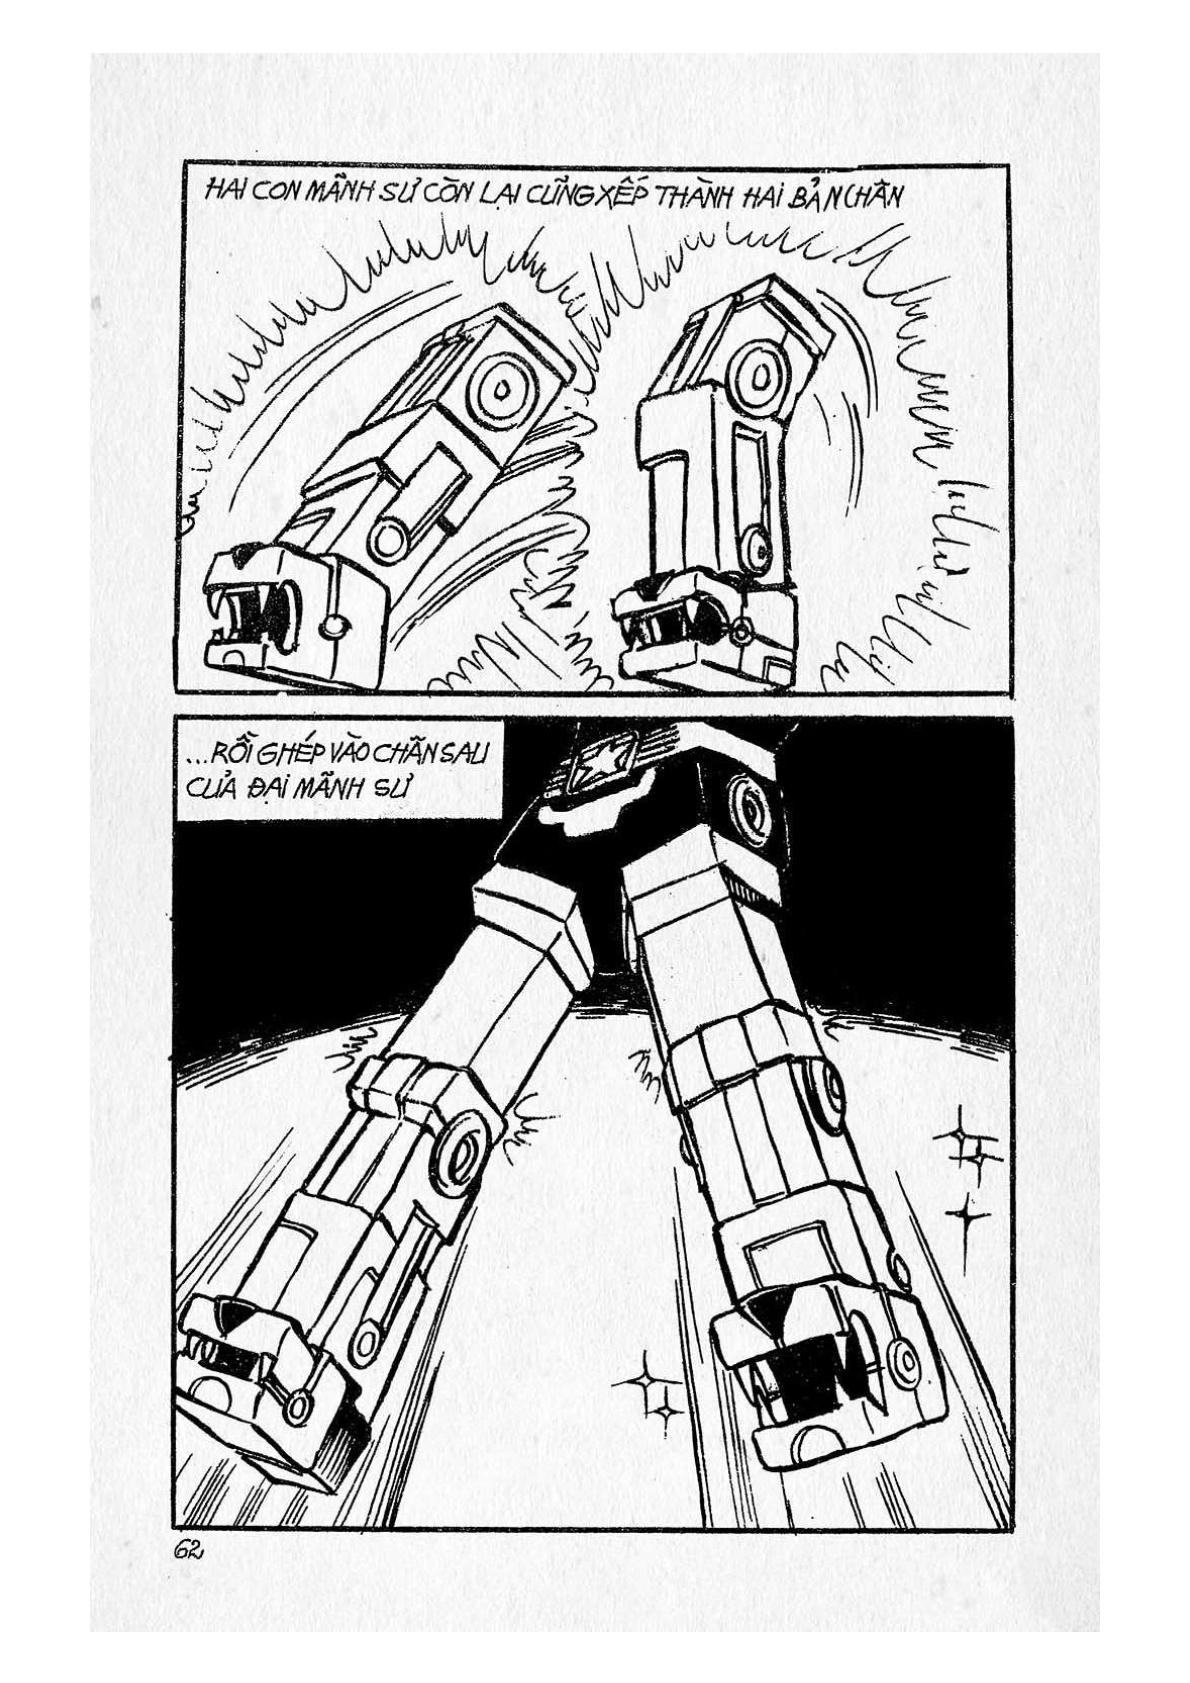 HAI CON MÃNH SƯ CÒN LẠI CŨNG XẾP THÀNH HAI BẢN CHÂN
...RỒI GHÉP VÀO CHÂN SAU
CỦA ĐẠI MÃNH SƯ
62